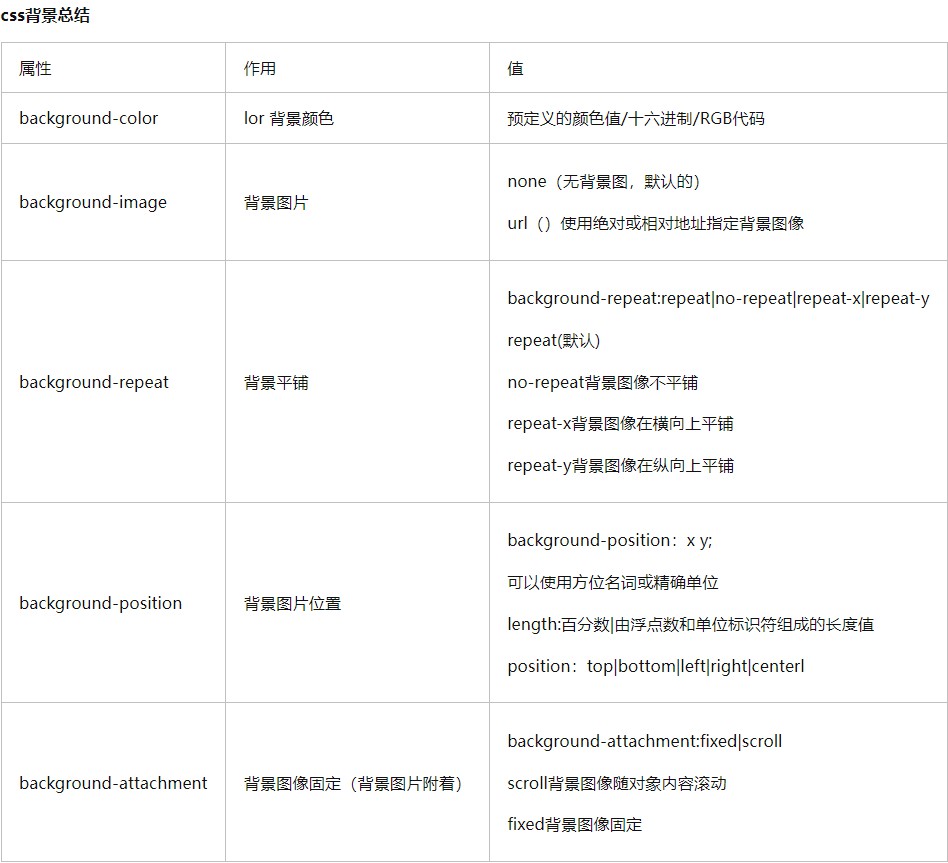 css背景总结
属性 作用 值
background-color lor 背景颜色 预定义的颜色值/十六进制/RGB代码
background-image 背景图片 none（无背景图，默认的）
url（）使用绝对或相对地址指定背景图像
background-repeat 背景平铺 background-repeat:repeat|no-repeat|repeat-x|repeat-y
repeat(默认)
no-repeat背景图像不平铺
repeat-x背景图像在横向上平铺
repeat-y背景图像在纵向上平铺
background-position 背景图片位置 background-position：x y;
可以使用方位名词或精确单位
length:百分数|由浮点数和单位标识符组成的长度值
position：top|bottom|left|right|centerl
background-attachment 背景图像固定（背景图片附着） background-attachment:fixed|scroll
scroll背景图像随对象内容滚动
fixed背景图像固定